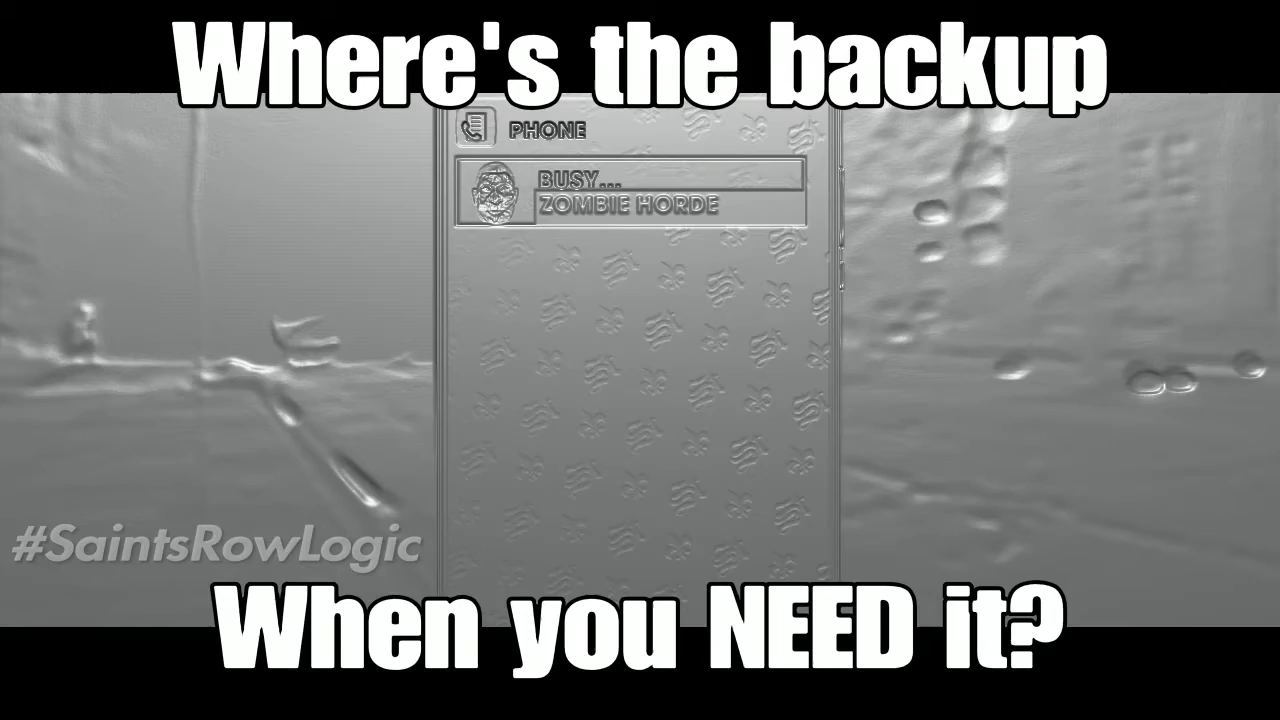 Where's the backup
PHONE
BUSY...
ZOMBIE HORDE
#SaintsRowLogic
When you NEED it?